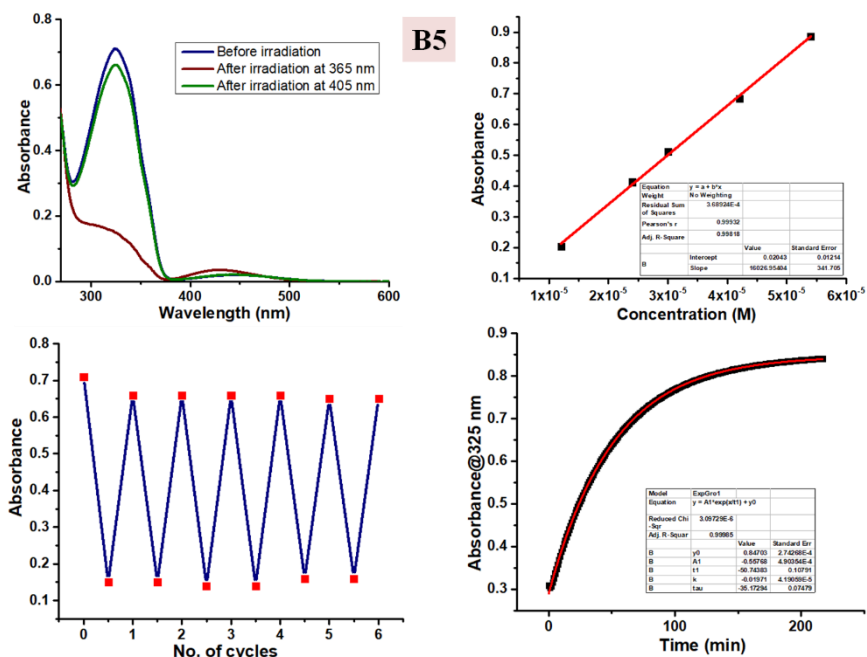 B5
Before irradiation
After irradiation at 365 nm
After irradiation at 405 nm
0.8
0.6
0.4
0.2
0.0
Absorbance
300
400
500
600
Wavelength (nm)
0.9
0.8
0.7
0.6
0.5
0.4
0.3
0.2
0.1
Absorbance
Equation y = a + b*x
Weight No Weighting
Residual Sum of Squares 3.68924E-4
Pearson's r 0.99932
Adj. R-Square 0.99818
Value Standard Error
B Intercept 0.02043 0.01214
B Slope 16026.95404 341.705
1x10⁻⁵
2x10⁻⁵
3x10⁻⁵
4x10⁻⁵
5x10⁻⁵
6x10⁻⁵
Concentration (M)
0.8
0.7
0.6
0.5
0.4
0.3
0.2
0.1
Absorbance
0
1
2
3
4
5
6
No. of cycles
0.9
0.8
0.7
0.6
0.5
0.4
0.3
Absorbance@325 nm
Model ExpGro1
Equation y = A1*exp(x/t1) + y0
Reduced Chi-Sqr 3.09729E-6
Adj. R-Squar 0.99985
Value Standard Err
B y0 0.84703 2.74268E-4
B A1 -0.55768 4.90354E-4
B t1 -50.74383 0.10791
B k -0.01971 4.19059E-5
B tau -35.17294 0.07479
0
100
200
Time (min)